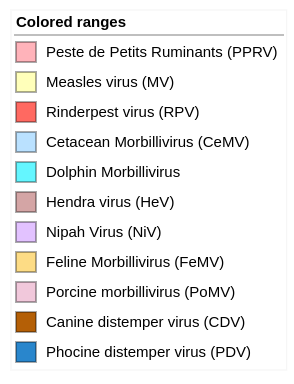 Colored ranges
Peste de Petits Ruminants (PPRV)
Measles virus (MV)
Rinderpest virus (RPV)
Cetacean Morbillivirus (CeMV)
Dolphin Morbillivirus
Hendra virus (HeV)
Nipah Virus (NiV)
Feline Morbillivirus (FeMV)
Porcine morbillivirus (PoMV)
Canine distemper virus (CDV)
Phocine distemper virus (PDV)